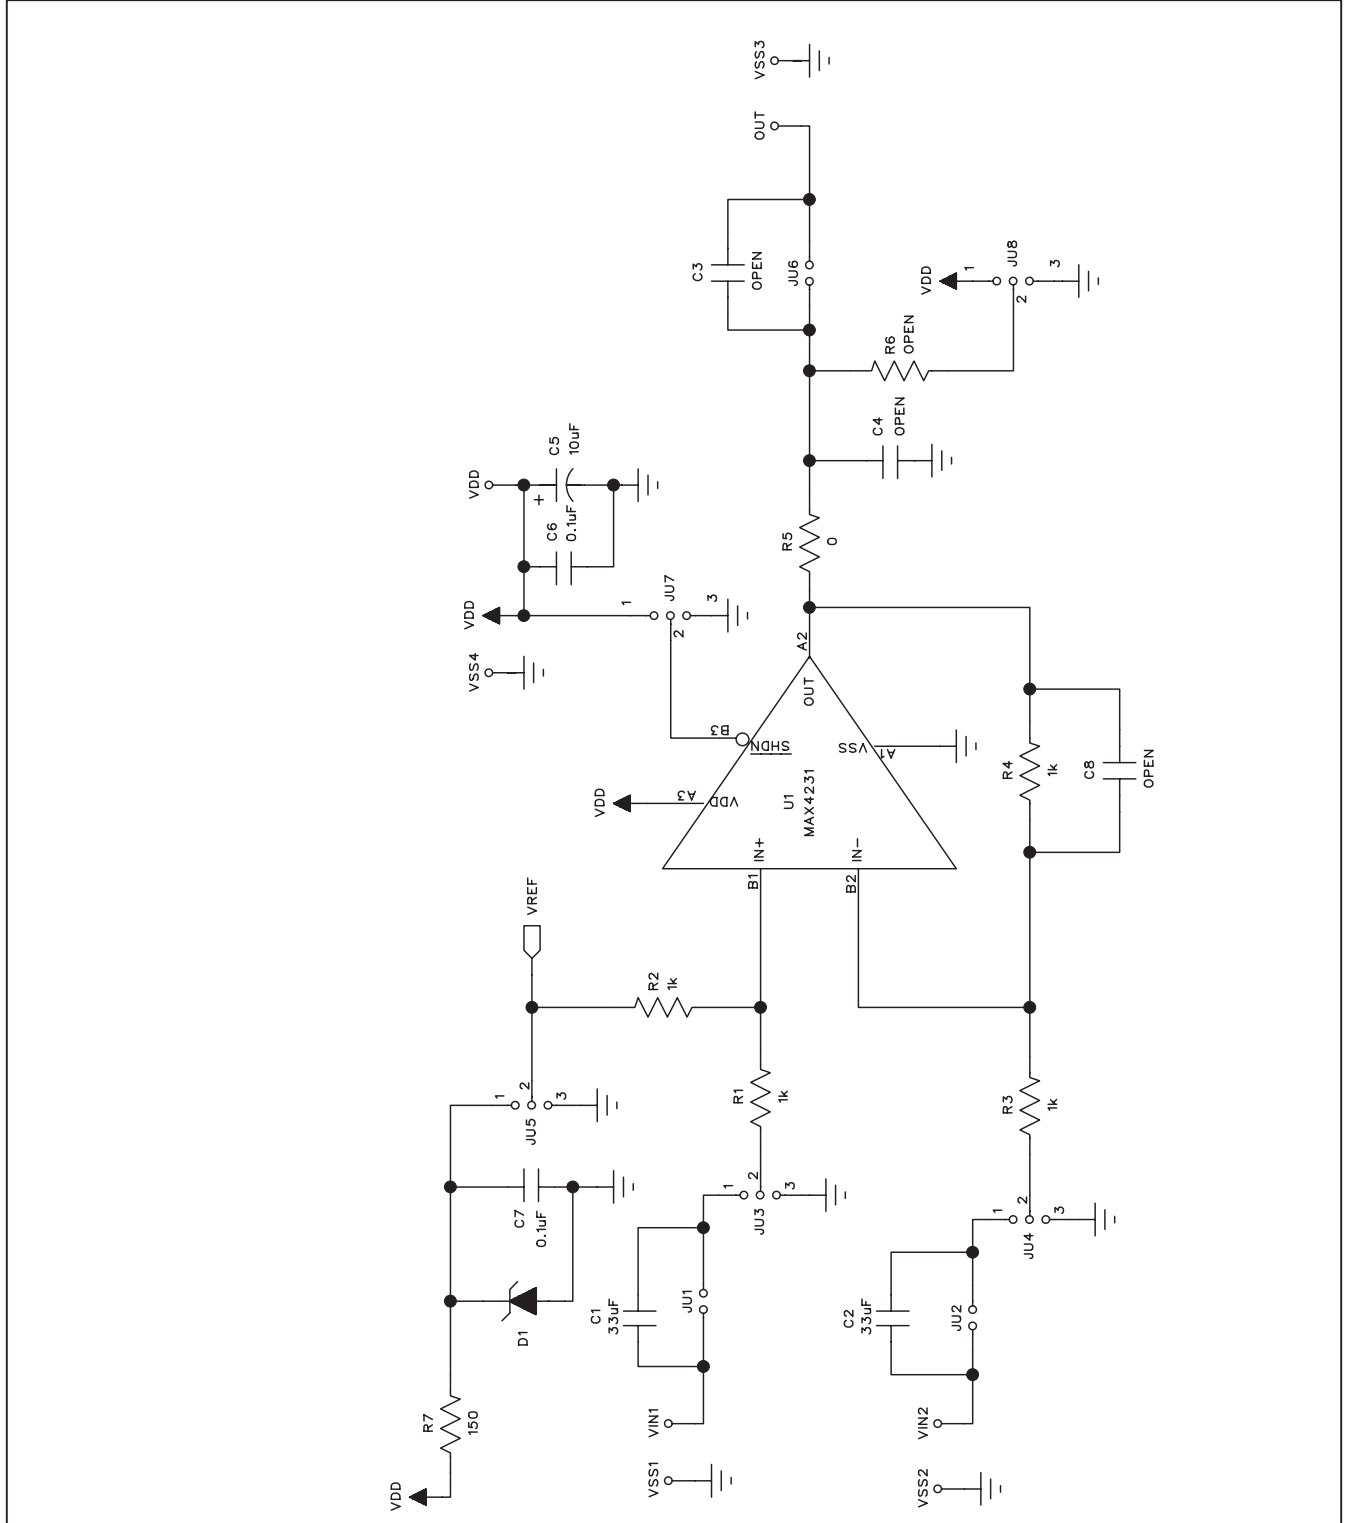 VSS3
OUT
C3
OPEN
JU6
VDD
1
JU8
2
3
R6
OPEN
C4
OPEN
VDD
C5
10uF
+
C6
0.1uF
VDD
1
JU7
2
3
VSS4
R5
0
A2
OUT
B3
SHDN
VDD
A3
VDD
VSS
A1
U1
MAX4231
IN+
IN-
B1
B2
R4
1k
C8
OPEN
VREF
R2
1k
1
2
3
JU5
R1
1k
R3
1k
C7
0.1uF
D1
1
2
3
JU3
C1
33uF
JU1
1
2
3
JU4
C2
33uF
JU2
R7
150
VDD
VIN1
VSS1
VIN2
VSS2